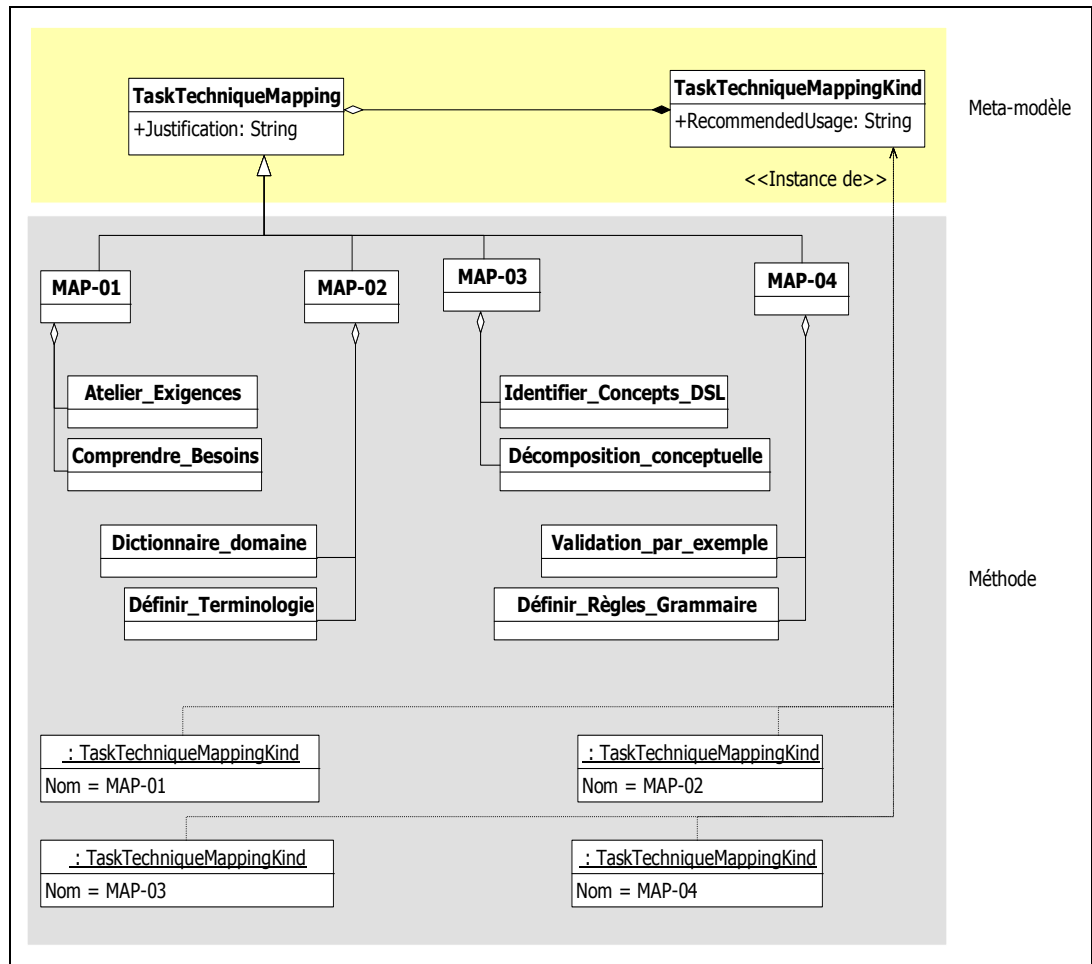 TaskTechniqueMapping
+Justification: String
TaskTechniqueMappingKind
+RecommendedUsage: String
Meta-modèle
<<Instance de>>
MAP-01
MAP-02
MAP-03
MAP-04
Atelier_Exigences
Comprendre_Besoins
Identifier_Concepts_DSL
Décomposition_conceptuelle
Dictionnaire_domaine
Définir_Terminologie
Validation_par_exemple
Définir_Règles_Grammaire
Méthode
: TaskTechniqueMappingKind
Nom = MAP-01
: TaskTechniqueMappingKind
Nom = MAP-02
: TaskTechniqueMappingKind
Nom = MAP-03
: TaskTechniqueMappingKind
Nom = MAP-04